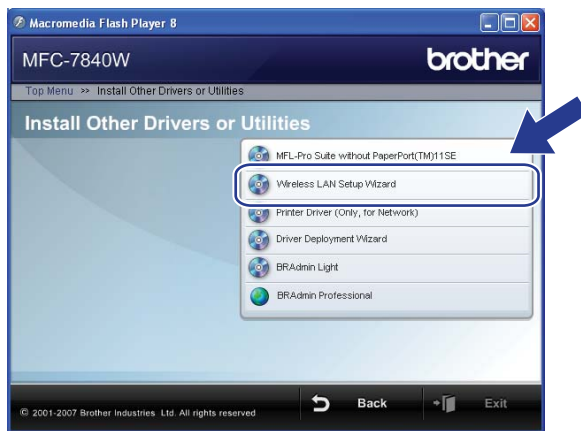 Macromedia Flash Player 8
MFC-7840W
brother
Top Menu >> Install Other Drivers or Utilities
Install Other Drivers or Utilities
MFL-Pro Suite without PaperPort(TM)11SE
Wireless LAN Setup Wizard
Printer Driver (Only, for Network)
Driver Deployment Wizard
BRAdmin Light
BRAdmin Professional
© 2001-2007 Brother Industries Ltd. All rights reserved
Back
Exit